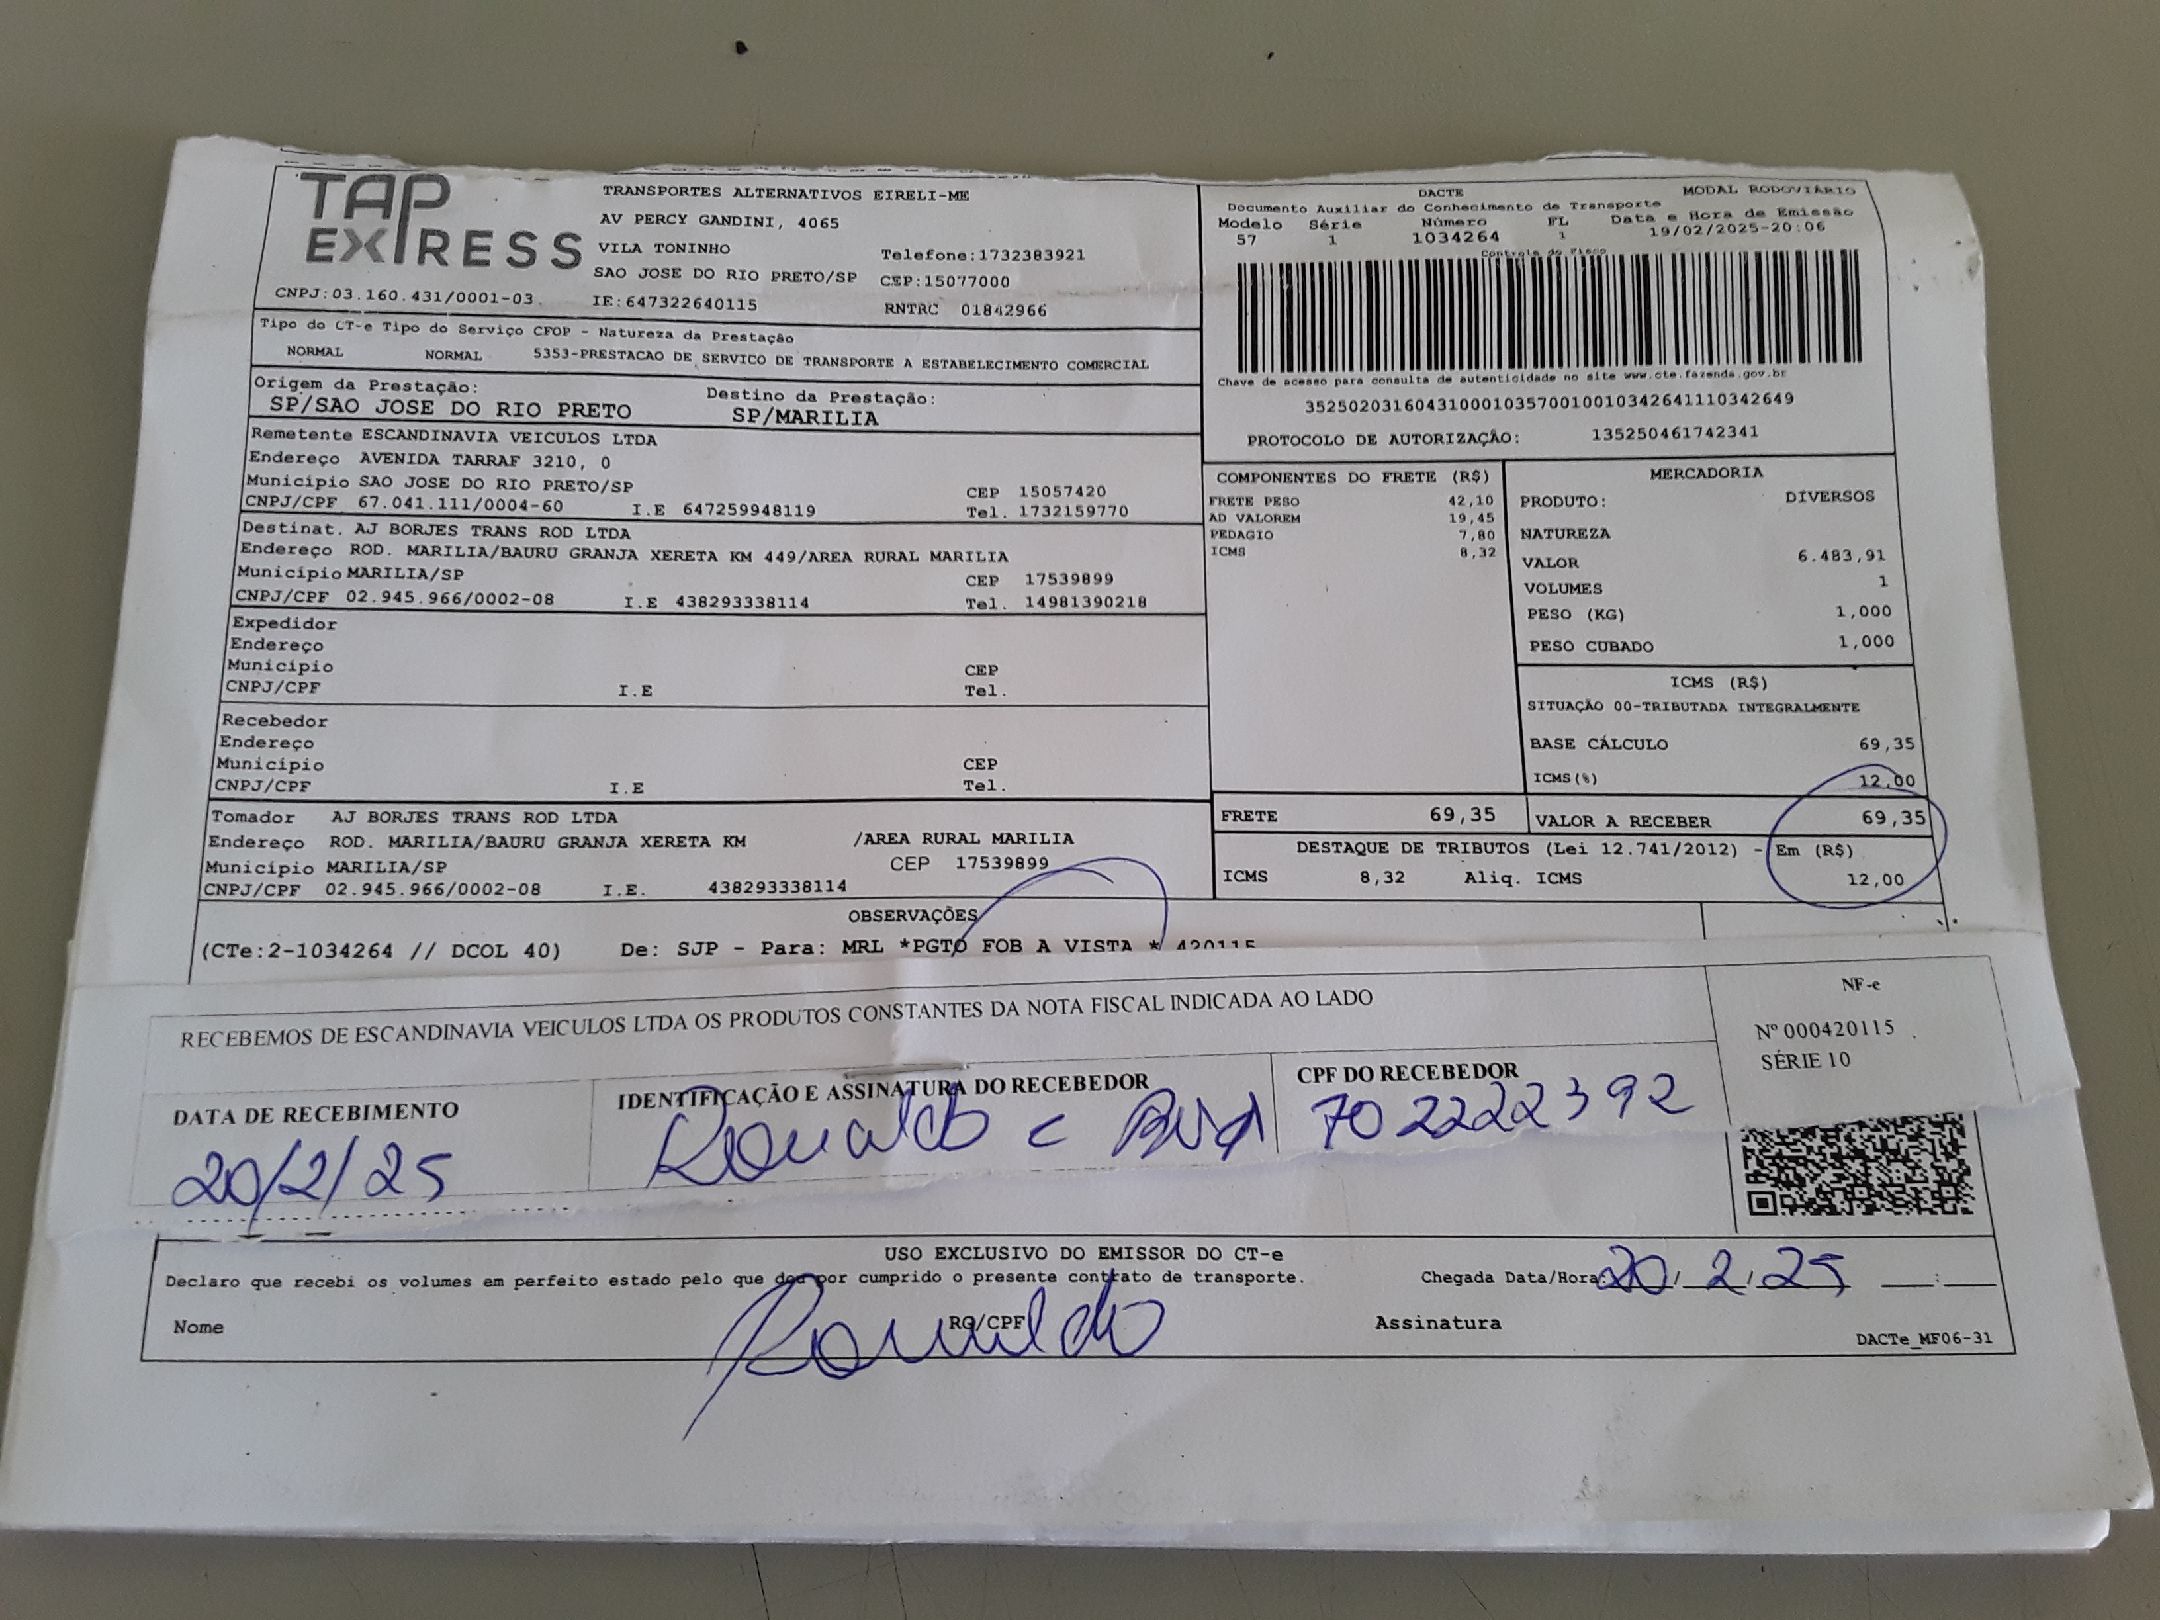 TAP EXPRESS
TRANSPORTES ALTERNATIVOS EIRELI-ME
AV PERCY GANDINI, 4065
VILA TONINHO
Telefone:1732383921
SAO JOSE DO RIO PRETO/SP CEP:15077000
CNPJ:03.160.431/0001-03 IE:647322640115 RNTRC 01842966
DACTE MODAL RODOVIÁRIO
Documento Auxiliar do Conhecimento de Transporte
Modelo Série Número FL Data e Hora de Emissão
57 1 1034264 1 19/02/2025-20:06
Controle do Fisco
Chave de acesso para consulta de autenticidade no site www.cte.fazenda.gov.br
35250203160431000103570010010342641110342649
PROTOCOLO DE AUTORIZAÇÃO: 135250461742341
Tipo do CT-e Tipo do Serviço CFOP - Natureza da Prestação
NORMAL NORMAL 5353-PRESTACAO DE SERVICO DE TRANSPORTE A ESTABELECIMENTO COMERCIAL
Origem da Prestação: Destino da Prestação:
SP/SAO JOSE DO RIO PRETO SP/MARILIA
Remetente ESCANDINAVIA VEICULOS LTDA
Endereço AVENIDA TARRAF 3210, 0
Município SAO JOSE DO RIO PRETO/SP CEP 15057420
CNPJ/CPF 67.041.111/0004-60 I.E 647259948119 Tel. 1732159770
Destinat. AJ BORJES TRANS ROD LTDA
Endereço ROD. MARILIA/BAURU GRANJA XERETA KM 449/AREA RURAL MARILIA
Município MARILIA/SP CEP 17539899
CNPJ/CPF 02.945.966/0002-08 I.E 438293338114 Tel. 14981390218
Expedidor
Endereço
Município CEP
CNPJ/CPF I.E Tel.
Recebedor
Endereço
Município CEP
CNPJ/CPF I.E Tel.
Tomador AJ BORJES TRANS ROD LTDA
Endereço ROD. MARILIA/BAURU GRANJA XERETA KM /AREA RURAL MARILIA
Município MARILIA/SP CEP 17539899
CNPJ/CPF 02.945.966/0002-08 I.E. 438293338114
COMPONENTES DO FRETE (R$)
FRETE PESO 42,10
AD VALOREM 19,45
PEDAGIO 7,80
ICMS 8,32
MERCADORIA
PRODUTO: DIVERSOS
NATUREZA
VALOR 6.483,91
VOLUMES 1
PESO (KG) 1,000
PESO CUBADO 1,000
ICMS (R$)
SITUAÇÃO 00-TRIBUTADA INTEGRALMENTE
BASE CÁLCULO 69,35
ICMS(%) 12,00
FRETE 69,35 VALOR A RECEBER 69,35
DESTAQUE DE TRIBUTOS (Lei 12.741/2012) - Em (R$)
ICMS 8,32 Aliq. ICMS 12,00
OBSERVAÇÕES
(CTe:2-1034264 // DCOL 40) De: SJP - Para: MRL *PGTO FOB A VISTA * 420115
RECEBEMOS DE ESCANDINAVIA VEICULOS LTDA OS PRODUTOS CONSTANTES DA NOTA FISCAL INDICADA AO LADO
NF-e
Nº 000420115
SÉRIE 10
DATA DE RECEBIMENTO IDENTIFICAÇÃO E ASSINATURA DO RECEBEDOR CPF DO RECEBEDOR
20/2/25 Ronaldo c 702222392
USO EXCLUSIVO DO EMISSOR DO CT-e
Declaro que recebi os volumes em perfeito estado pelo que dou por cumprido o presente contrato de transporte. Chegada Data/Hora: 20/2/25 __:__
Nome RG/CPF Assinatura
Ronaldo
DACTe_MF06-31